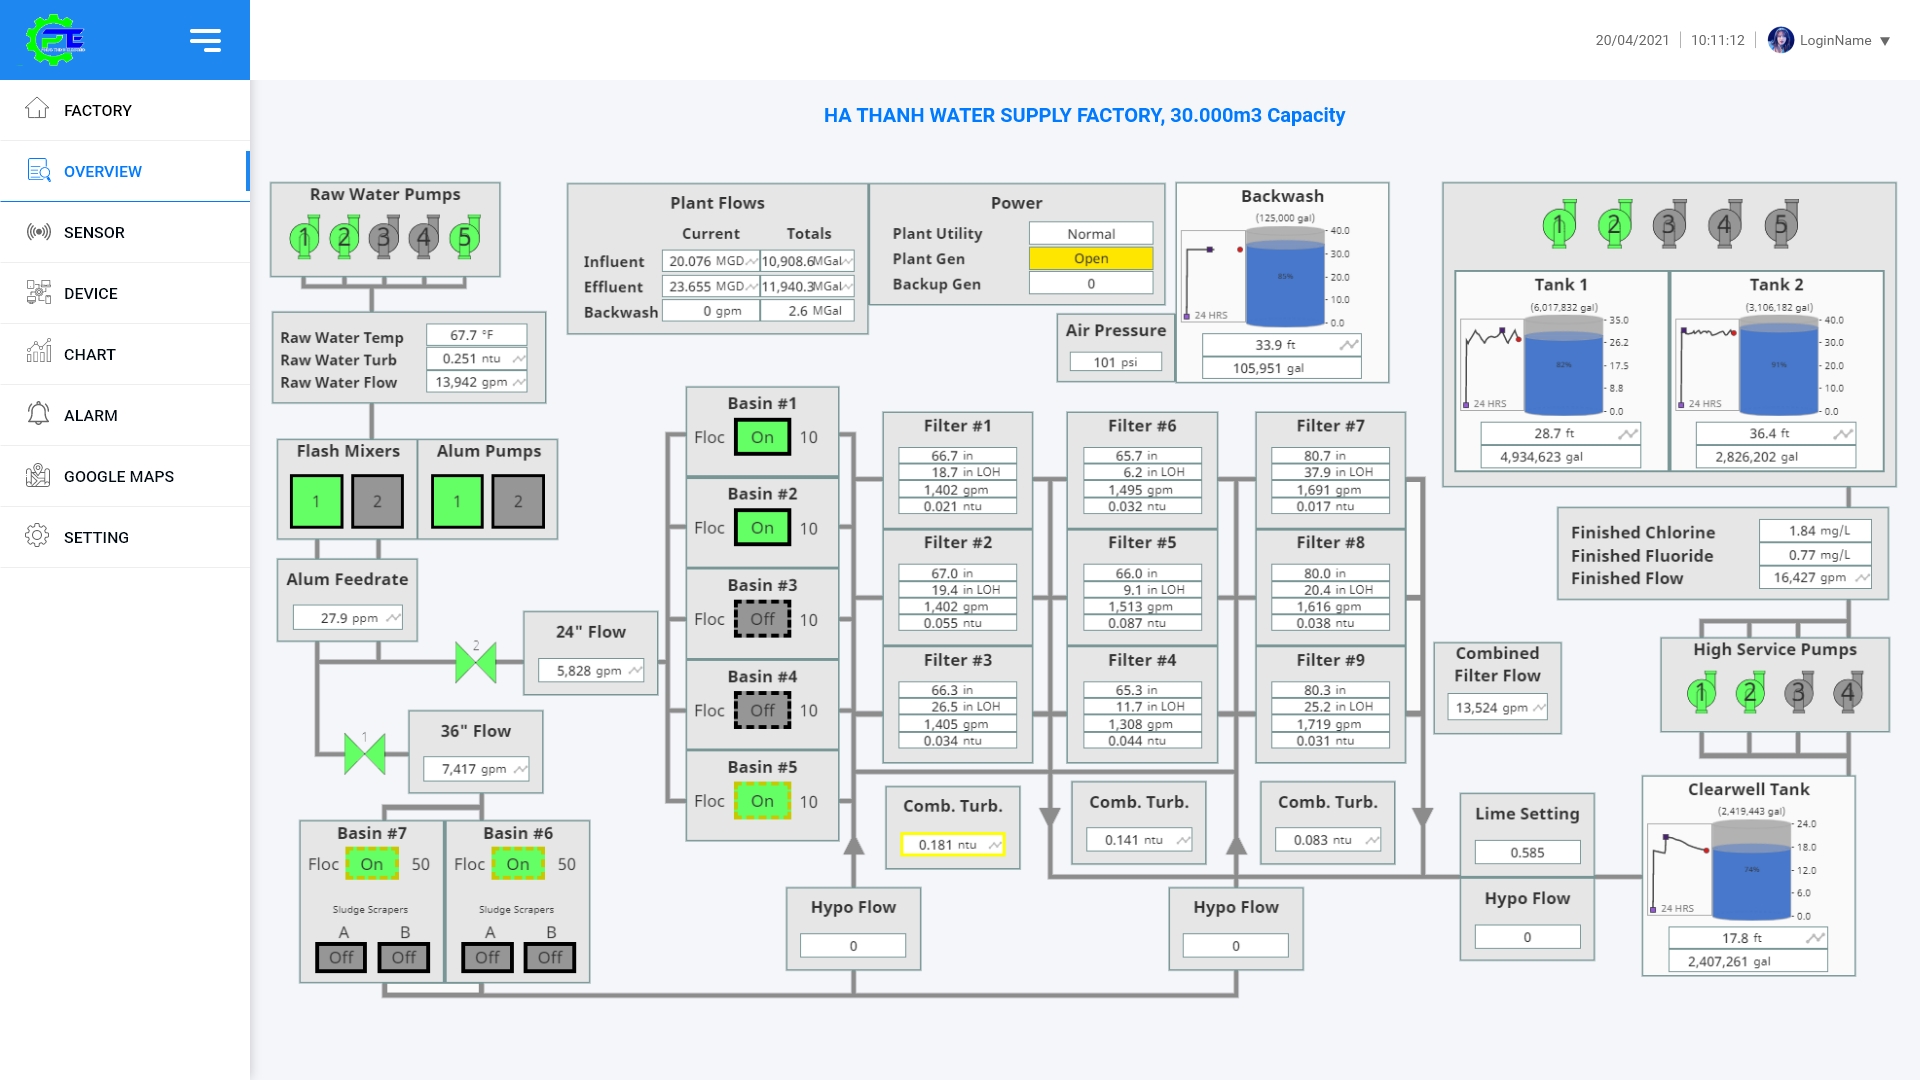 20/04/2021 10:11:12 LoginName
FACTORY
OVERVIEW
SENSOR
DEVICE
CHART
ALARM
GOOGLE MAPS
SETTING
HA THANH WATER SUPPLY FACTORY, 30.000m3 Capacity
Raw Water Pumps
1 2 3 4 5
Raw Water Temp 67.7 °F
Raw Water Turb 0.251 ntu
Raw Water Flow 13,942 gpm
Flash Mixers
1 2
Alum Pumps
1 2
Alum Feedrate
27.9 ppm
2
24" Flow
5,828 gpm
1
36" Flow
7,417 gpm
Basin #7
Floc On 50
Sludge Scrapers
A B
Off Off
Basin #6
Floc On 50
Sludge Scrapers
A B
Off Off
Plant Flows
Current Totals
Influent 20.076 MGD 10,908.6MGal
Effluent 23.655 MGD 11,940.3MGal
Backwash 0 gpm 2.6 MGal
Power
Plant Utility Normal
Plant Gen Open
Backup Gen 0
Air Pressure
101 psi
Backwash
(125,000 gal)
40.0
30.0
20.0
10.0
0.0
85%
24 HRS
33.9 ft
105,951 gal
Basin #1
Floc On 10
Basin #2
Floc On 10
Basin #3
Floc Off 10
Basin #4
Floc Off 10
Basin #5
Floc On 10
Filter #1
66.7 in
18.7 in LOH
1,402 gpm
0.021 ntu
Filter #2
67.0 in
19.4 in LOH
1,402 gpm
0.055 ntu
Filter #3
66.3 in
26.5 in LOH
1,405 gpm
0.034 ntu
Filter #6
65.7 in
6.2 in LOH
1,495 gpm
0.032 ntu
Filter #5
66.0 in
9.1 in LOH
1,513 gpm
0.087 ntu
Filter #4
65.3 in
11.7 in LOH
1,308 gpm
0.044 ntu
Filter #7
80.7 in
37.9 in LOH
1,691 gpm
0.017 ntu
Filter #8
80.0 in
20.4 in LOH
1,616 gpm
0.038 ntu
Filter #9
80.3 in
25.2 in LOH
1,719 gpm
0.031 ntu
Comb. Turb.
0.181 ntu
Comb. Turb.
0.141 ntu
Comb. Turb.
0.083 ntu
Hypo Flow
0
Hypo Flow
0
1 2 3 4 5
Tank 1
(6,017,832 gal)
35.0
26.2
17.5
8.8
0.0
82%
24 HRS
28.7 ft
4,934,623 gal
Tank 2
(3,106,182 gal)
40.0
30.0
20.0
10.0
0.0
91%
24 HRS
36.4 ft
2,826,202 gal
Finished Chlorine 1.84 mg/L
Finished Fluoride 0.77 mg/L
Finished Flow 16,427 gpm
Combined
Filter Flow
13,524 gpm
High Service Pumps
1 2 3 4
Lime Setting
0.585
Hypo Flow
0
Clearwell Tank
(2,419,443 gal)
24.0
18.0
12.0
6.0
0.0
74%
24 HRS
17.8 ft
2,407,261 gal